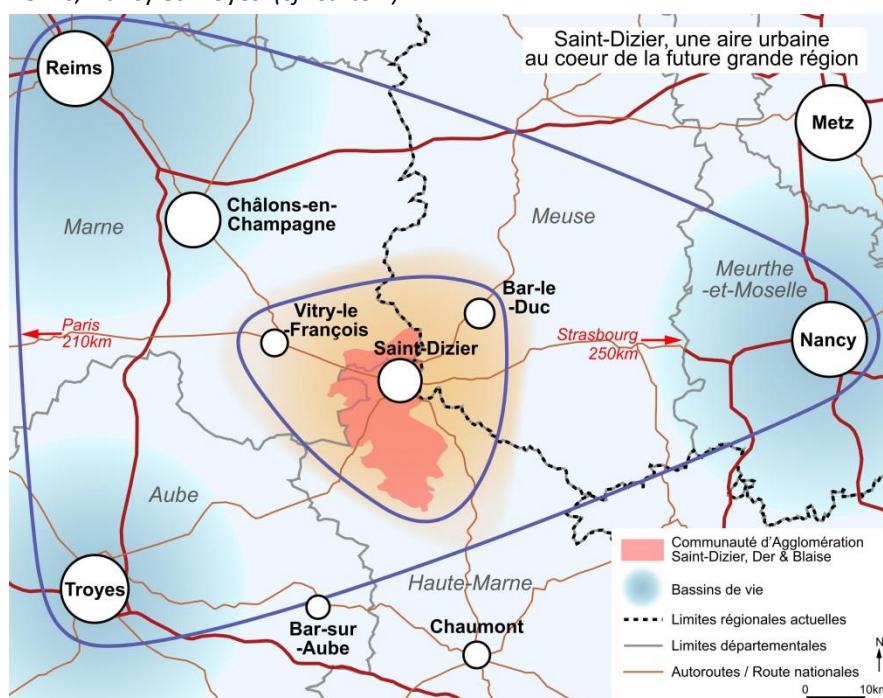 Saint-Dizier, une aire urbaine
au coeur de la future grande région
Reims
Metz
Châlons-en-
Champagne
Marne
Meuse
Meurthe
-et-Moselle
Bar-le
-Duc
Vitry-le
-François
Paris
210km
Saint-Dizier
Strasbourg
250km
Nancy
Aube
Troyes
Haute-Marne
Bar-sur
-Aube
Chaumont
Communauté d'Agglomération
Saint-Dizier, Der & Blaise
Bassins de vie
Limites régionales actuelles
Limites départementales
Autoroutes / Route nationales
N
0 10km